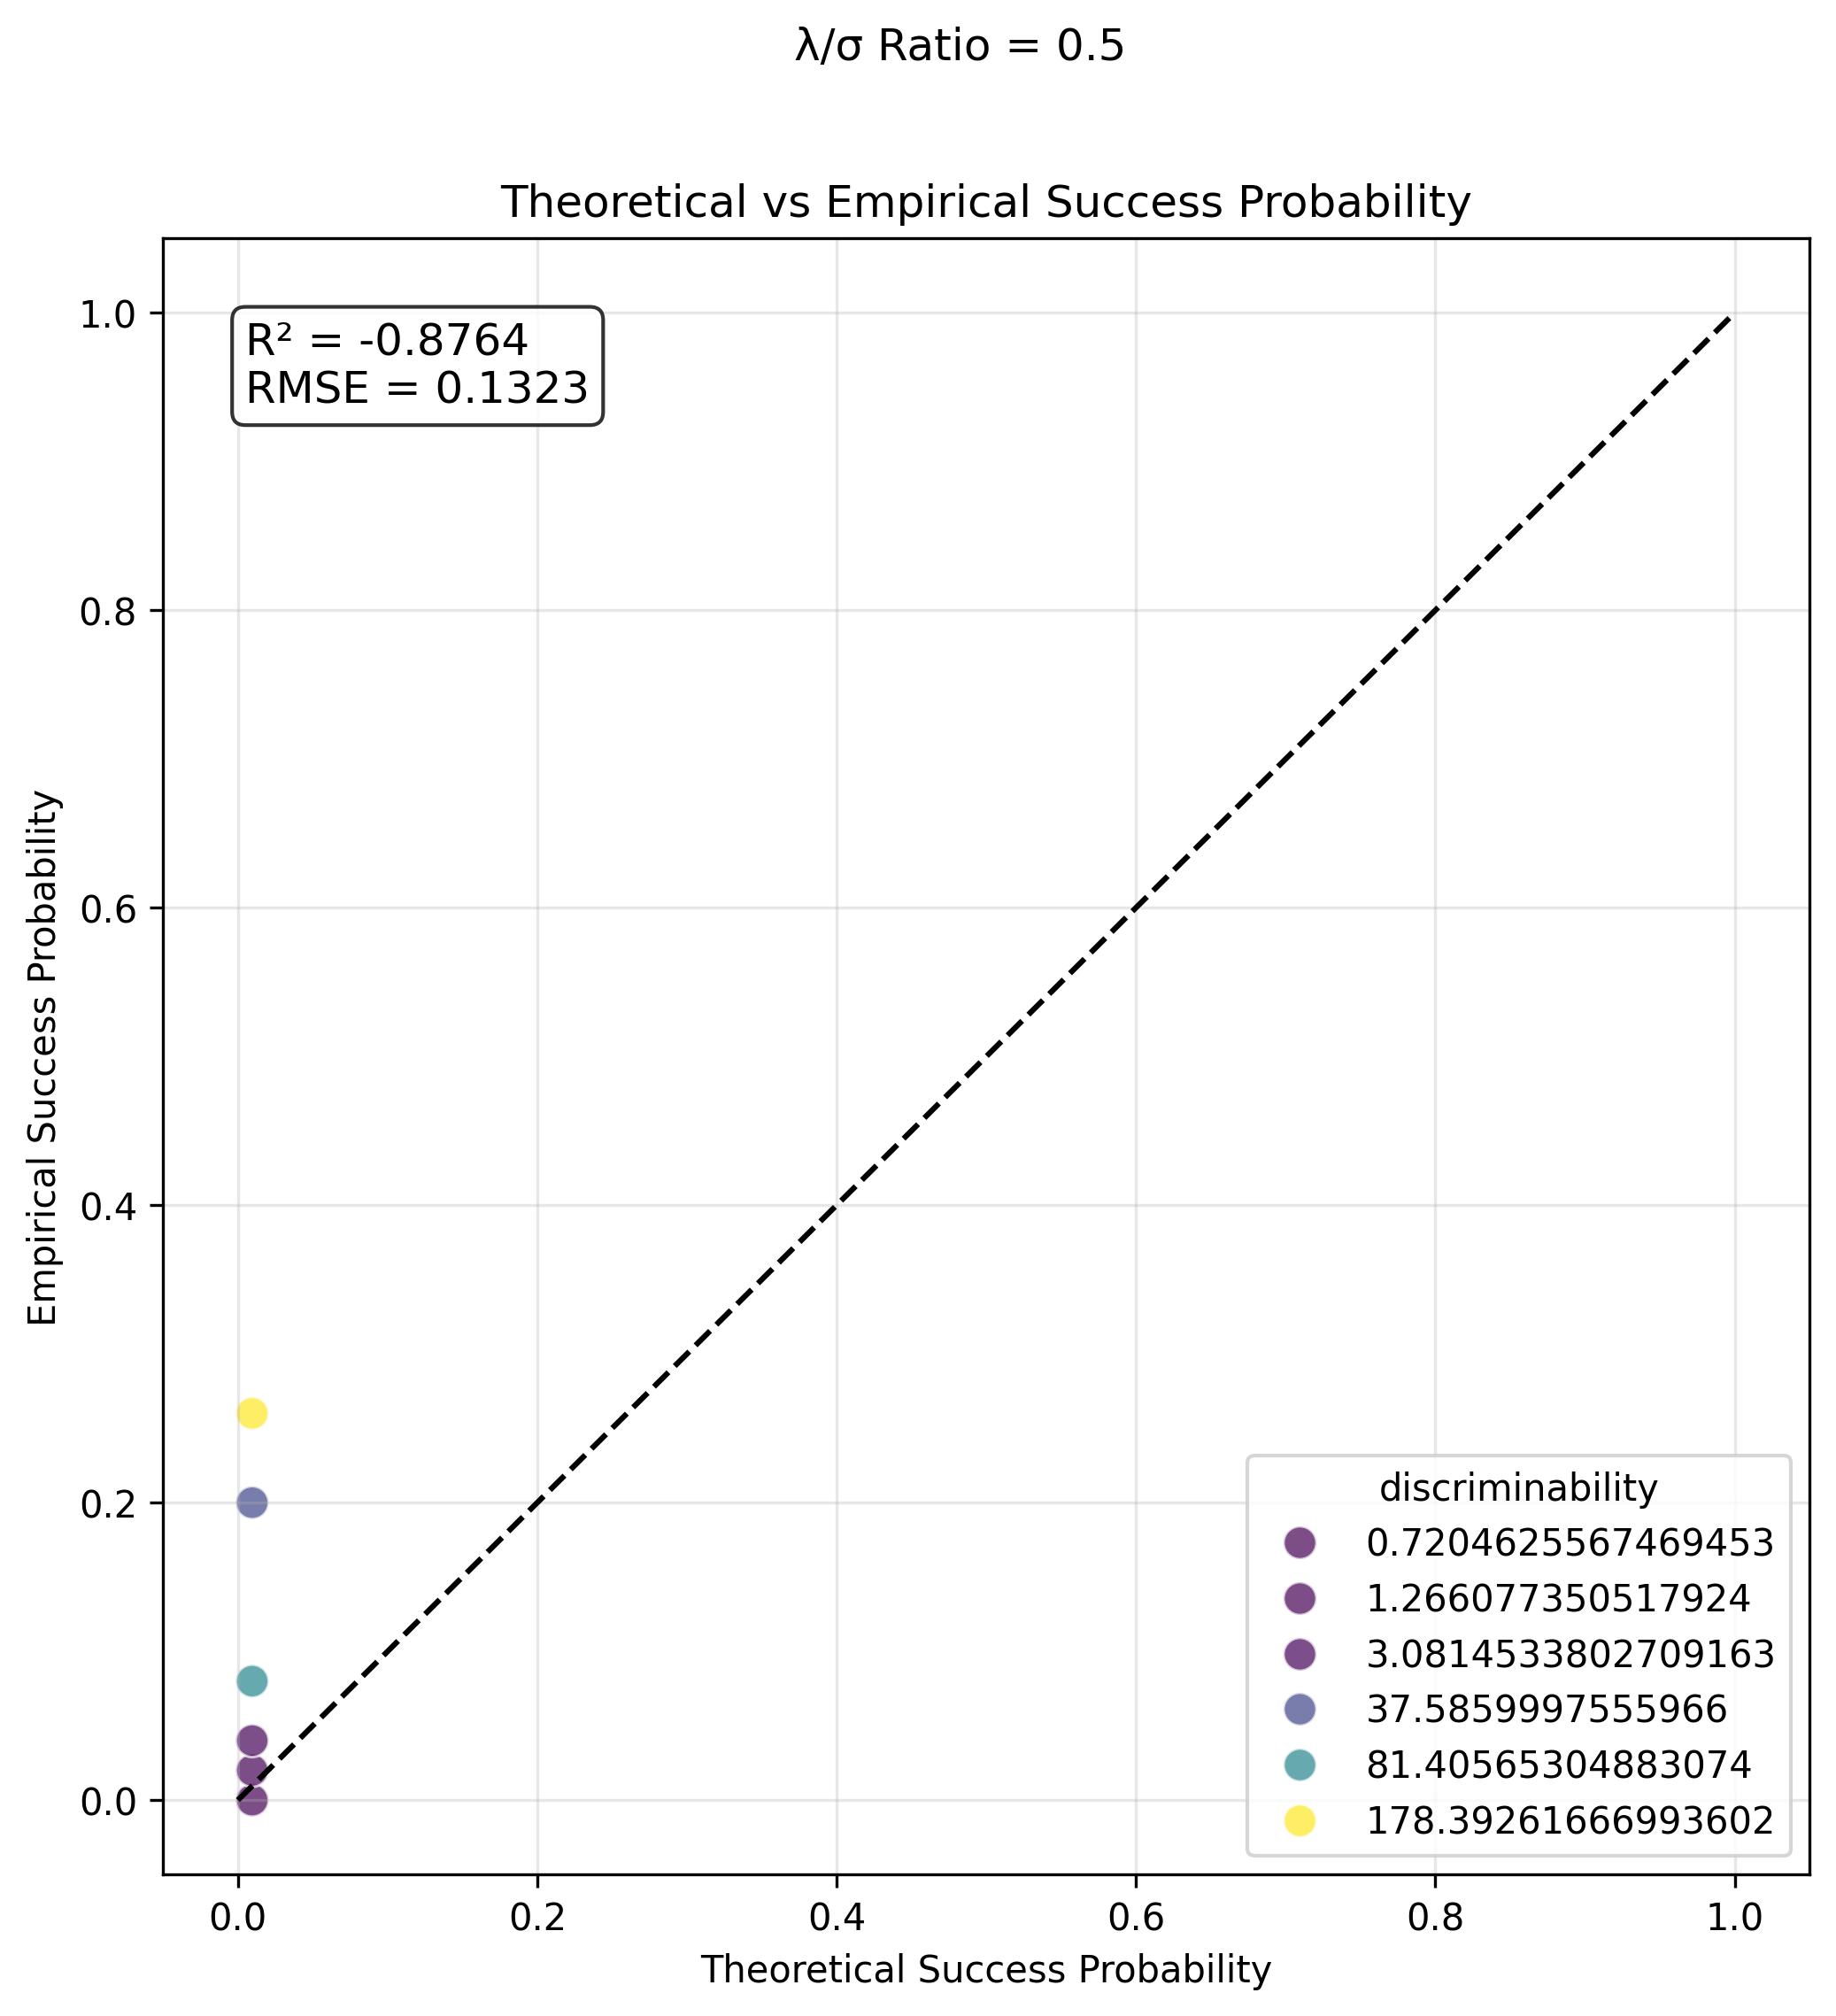 λ/σ Ratio = 0.5
Theoretical vs Empirical Success Probability
R² = -0.8764
RMSE = 0.1323
Empirical Success Probability
1.0
0.8
0.6
0.4
0.2
0.0
discriminability
0.7204625567469453
1.266077350517924
3.0814533802709163
37.5859997555966
81.40565304883074
178.39261666993602
0.0 0.2 0.4 0.6 0.8 1.0
Theoretical Success Probability